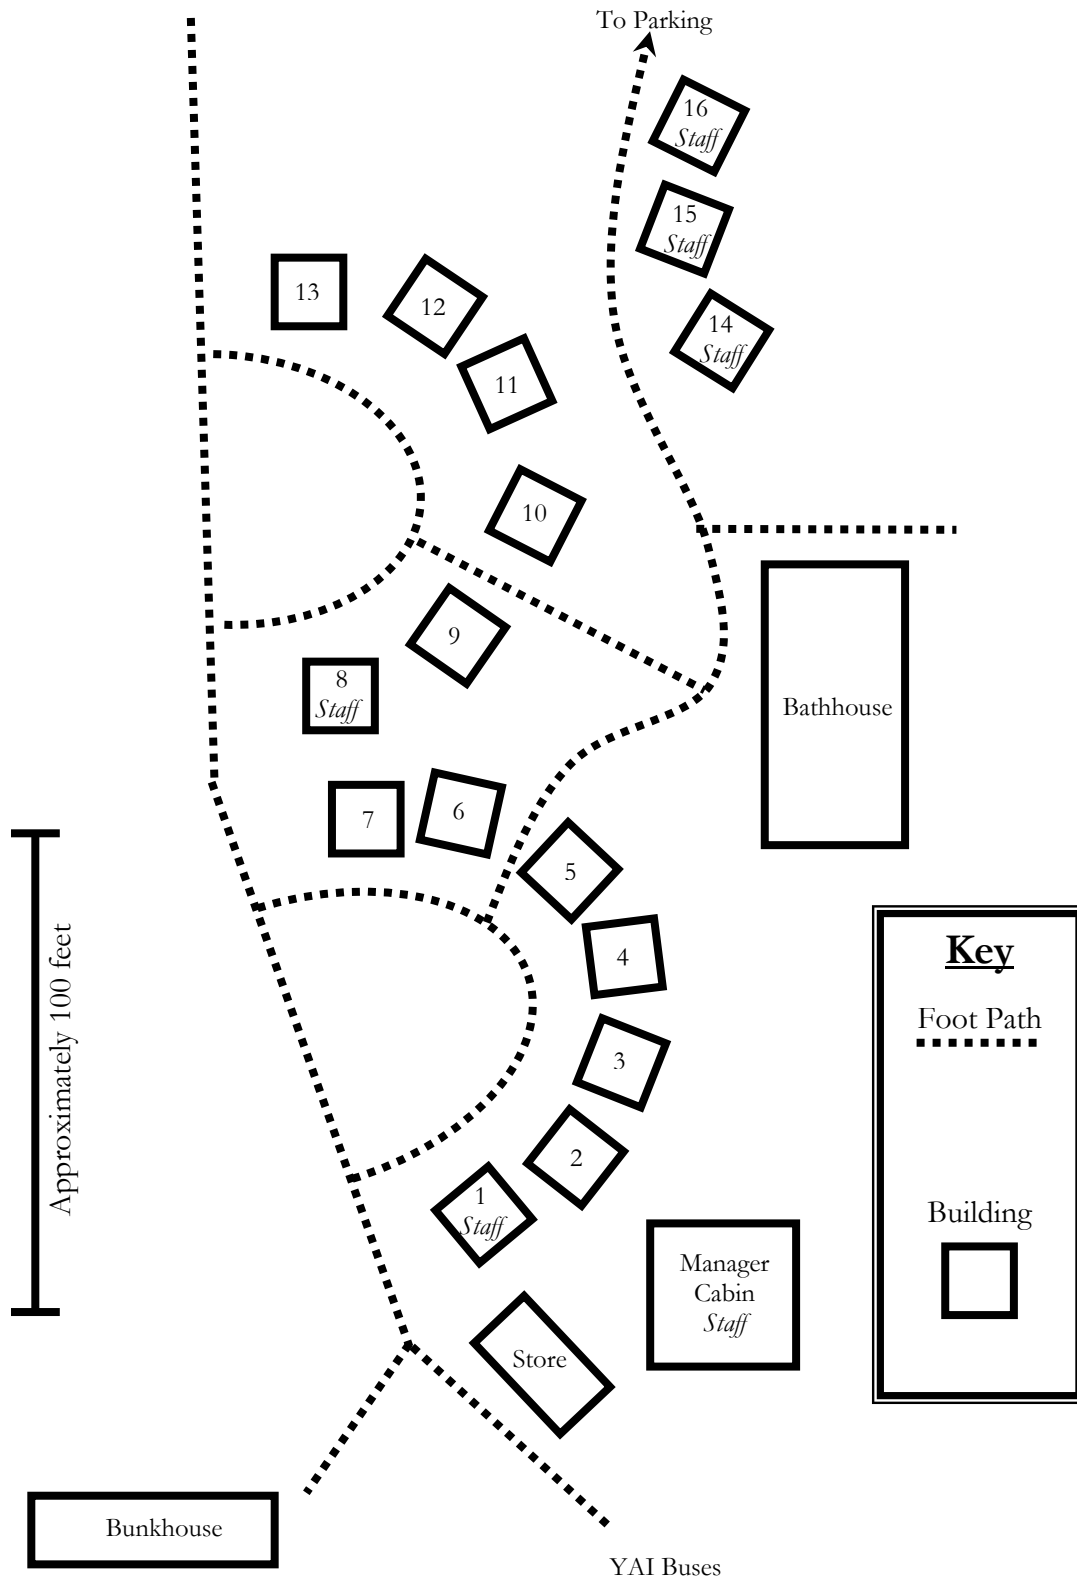 To Parking
16
Staff
15
Staff
14
Staff
13
12
11
10
9
8
Staff
7
6
5
4
3
2
1
Staff
Bathhouse
Approximately 100 feet
Key
Foot Path
Building
Manager
Cabin
Staff
Store
Bunkhouse
YAI Buses